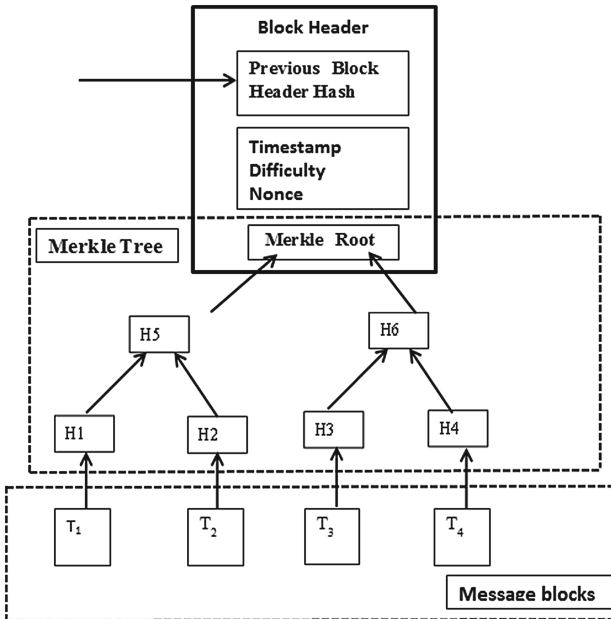 Block Header
Previous Block
Header Hash
Timestamp
Difficulty
Nonce
Merkle Tree
Merkle Root
H5
H6
H1
H2
H3
H4
T1
T2
T3
T4
Message blocks